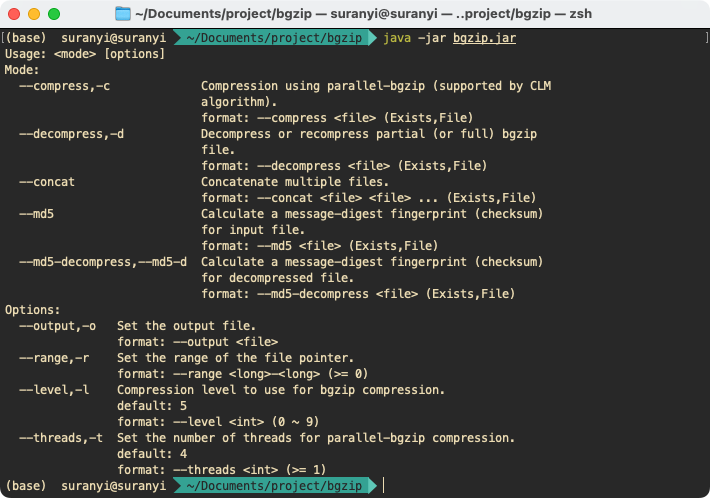 ~/Documents/project/bgzip — suranyi@suranyi — ..project/bgzip — zsh
[(base)  suranyi@suranyi  ~/Documents/project/bgzip  java -jar bgzip.jar ]
Usage: <mode> [options]
Mode:
  --compress,-c             Compression using parallel-bgzip (supported by CLM
                            algorithm).
                            format: --compress <file> (Exists,File)
  --decompress,-d           Decompress or recompress partial (or full) bgzip
                            file.
                            format: --decompress <file> (Exists,File)
  --concat                  Concatenate multiple files.
                            format: --concat <file> <file> ... (Exists,File)
  --md5                     Calculate a message-digest fingerprint (checksum)
                            for input file.
                            format: --md5 <file> (Exists,File)
  --md5-decompress,--md5-d  Calculate a message-digest fingerprint (checksum)
                            for decompressed file.
                            format: --md5-decompress <file> (Exists,File)
Options:
  --output,-o   Set the output file.
                format: --output <file>
  --range,-r    Set the range of the file pointer.
                format: --range <long>-<long> (>= 0)
  --level,-l    Compression level to use for bgzip compression.
                default: 5
                format: --level <int> (0 ~ 9)
  --threads,-t  Set the number of threads for parallel-bgzip compression.
                default: 4
                format: --threads <int> (>= 1)
(base)  suranyi@suranyi  ~/Documents/project/bgzip